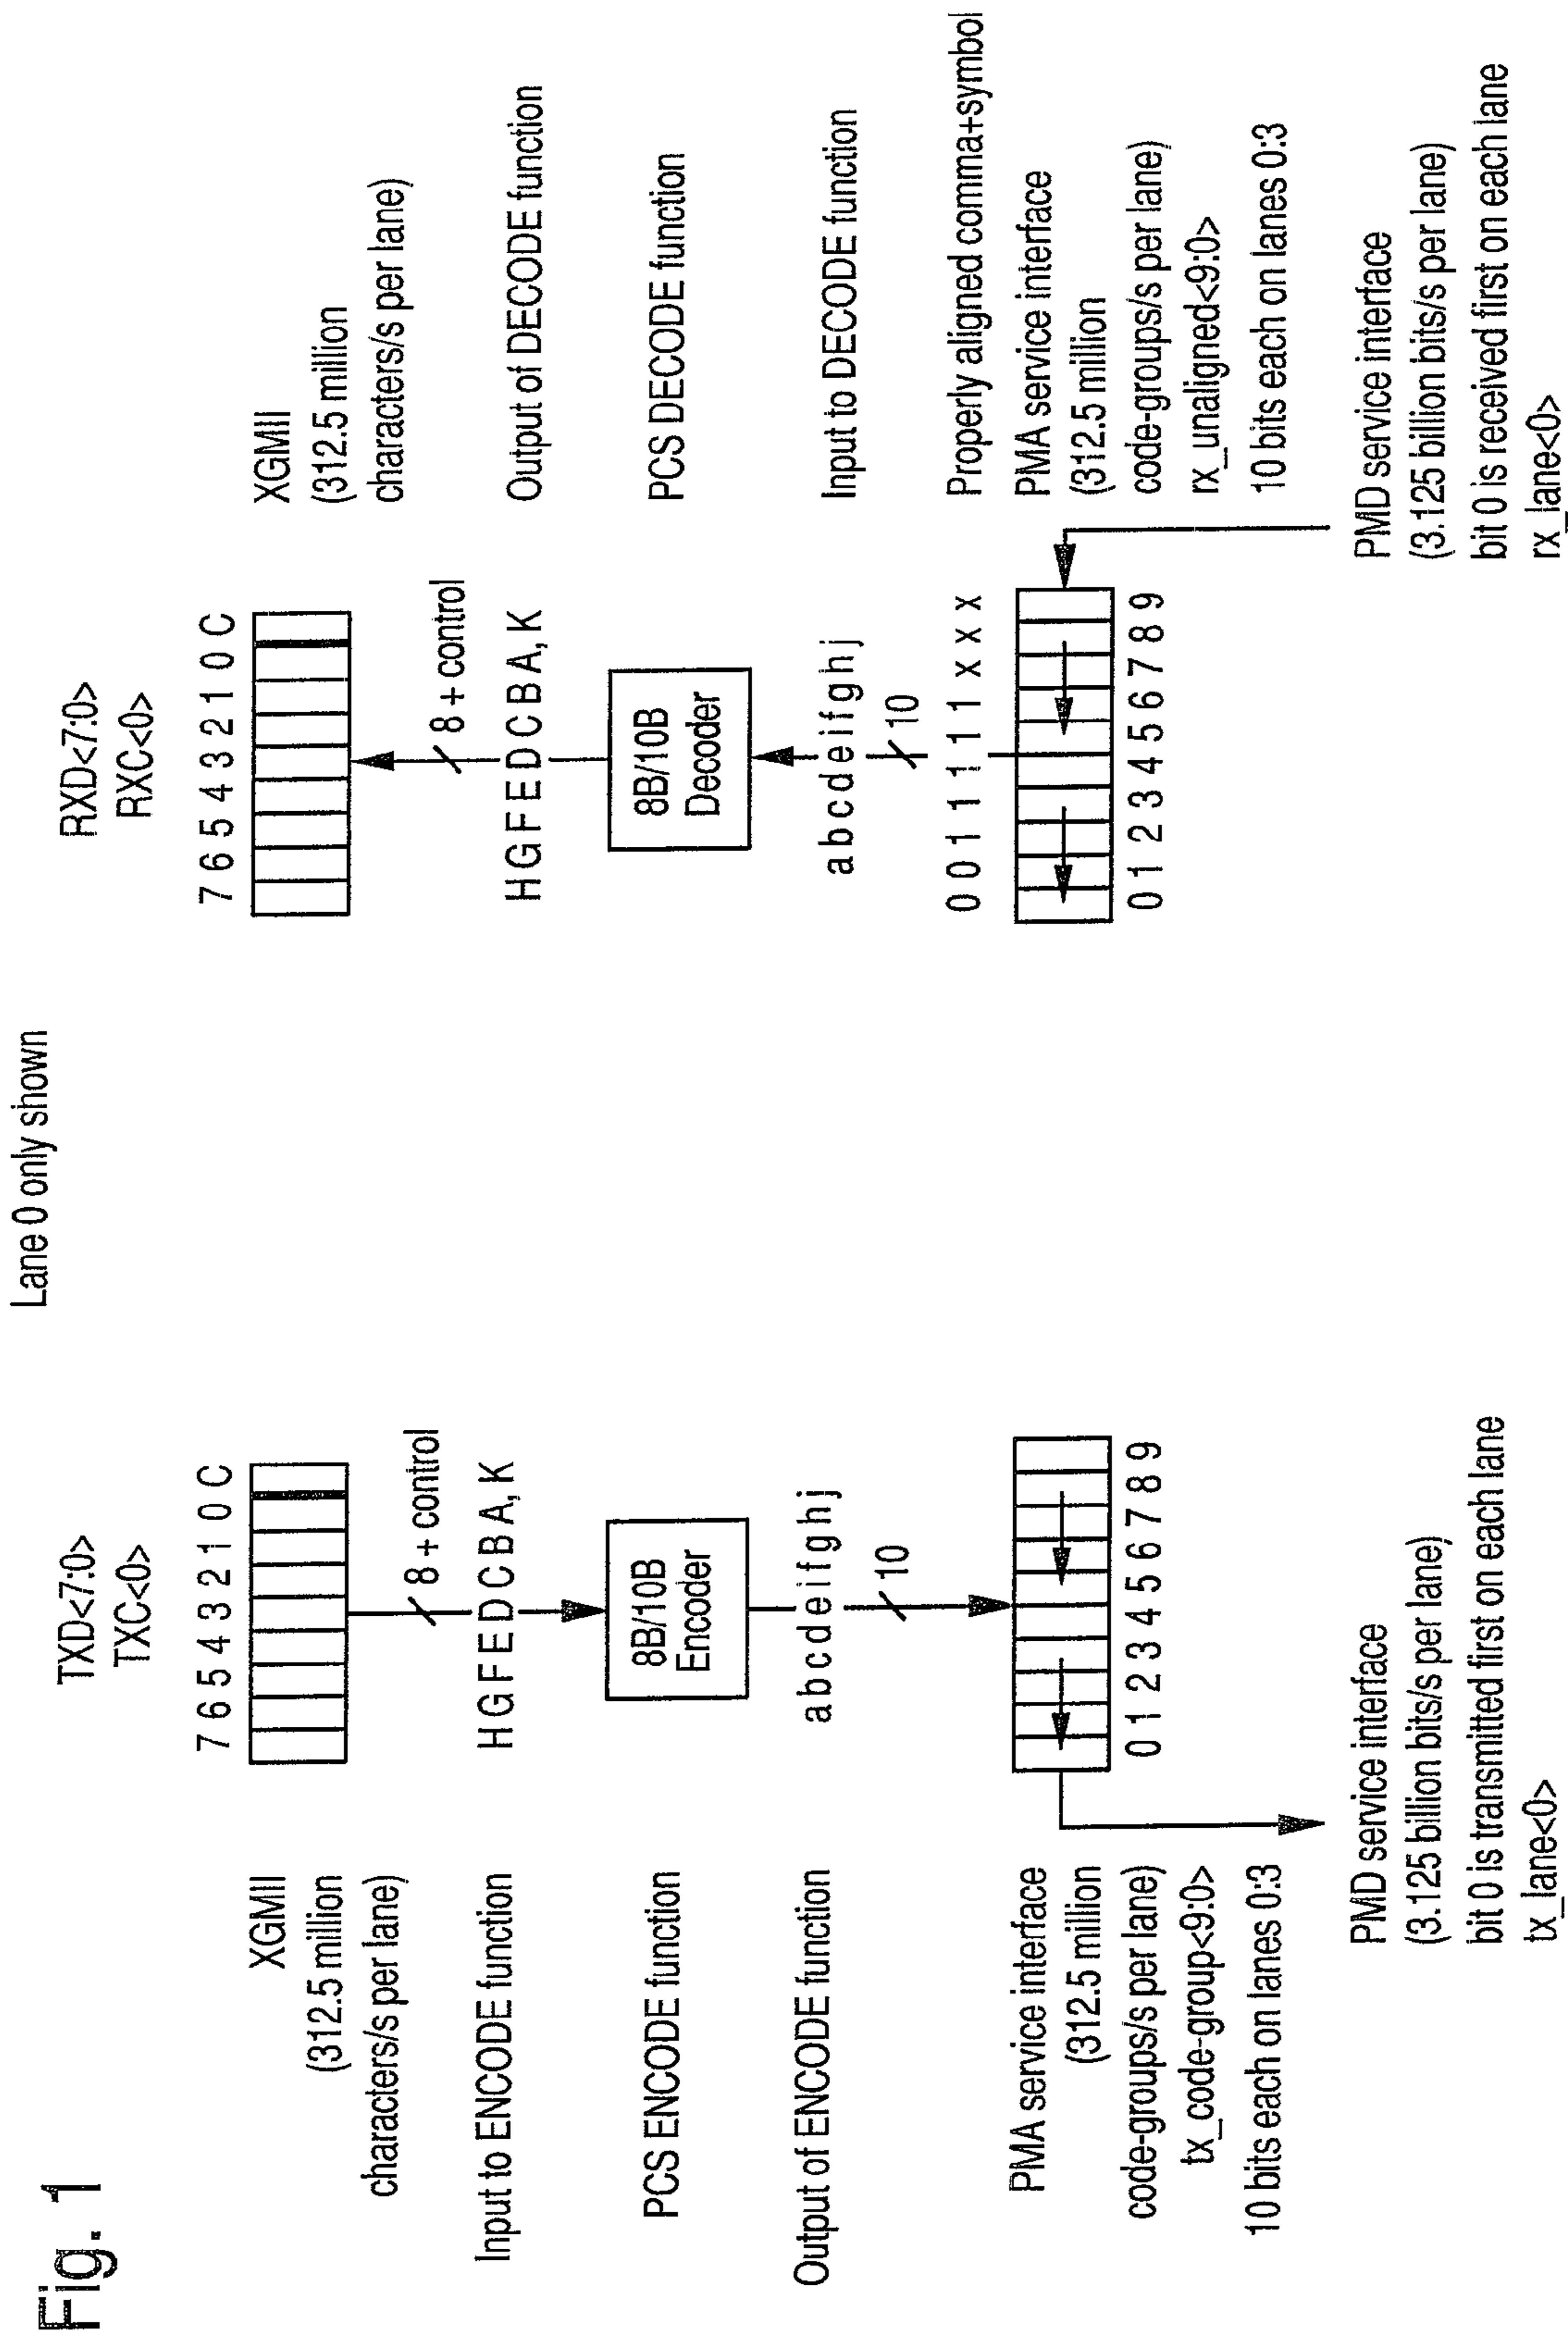 Fig. 1
Lane 0 only shown
TXD<7:0>
TXC<0>
7 6 5 4 3 2 1 0 C
XGMII
(312.5 million
characters/s per lane)
8 + control
Input to ENCODE function
H G F E D C B A, K
PCS ENCODE function
8B/10B
Encoder
Output of ENCODE function
a b c d e i f g h j
10
PMA service interface
(312.5 million
code-groups/s per lane)
tx_code-group<9:0>
10 bits each on lanes 0:3
0 1 2 3 4 5 6 7 8 9
PMD service interface
(3.125 billion bits/s per lane)
bit 0 is transmitted first on each lane
tx_lane<0>
RXD<7:0>
RXC<0>
7 6 5 4 3 2 1 0 C
XGMII
(312.5 million
characters/s per lane)
8 + control
H G F E D C B A, K
Output of DECODE function
8B/10B
Decoder
PCS DECODE function
a b c d e i f g h j
Input to DECODE function
10
0 0 1 1 1 1 1 x x x
Properly aligned comma+symbol
PMA service interface
(312.5 million
code-groups/s per lane)
rx_unaligned<9:0>
10 bits each on lanes 0:3
0 1 2 3 4 5 6 7 8 9
PMD service interface
(3.125 billion bits/s per lane)
bit 0 is received first on each lane
rx_lane<0>